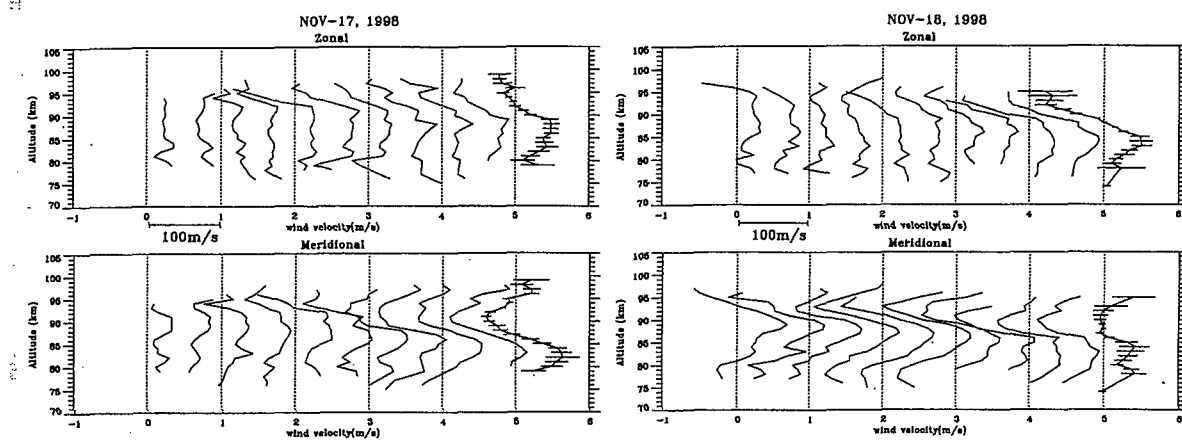 NOV-17, 1998
Zonal
Altitude (km)
105
100
95
90
85
80
75
70
-1 0 1 2 3 4 5 6
wind velocity(m/s)
100m/s
Meridional
Altitude (km)
105
100
95
90
85
80
75
70
-1 0 1 2 3 4 5 6
wind velocity(m/s)
NOV-18, 1998
Zonal
Altitude (km)
105
100
95
90
85
80
75
70
-1 0 1 2 3 4 5 6
wind velocity(m/s)
100m/s
Meridional
Altitude (km)
105
100
95
90
85
80
75
70
-1 0 1 2 3 4 5 6
wind velocity(m/s)